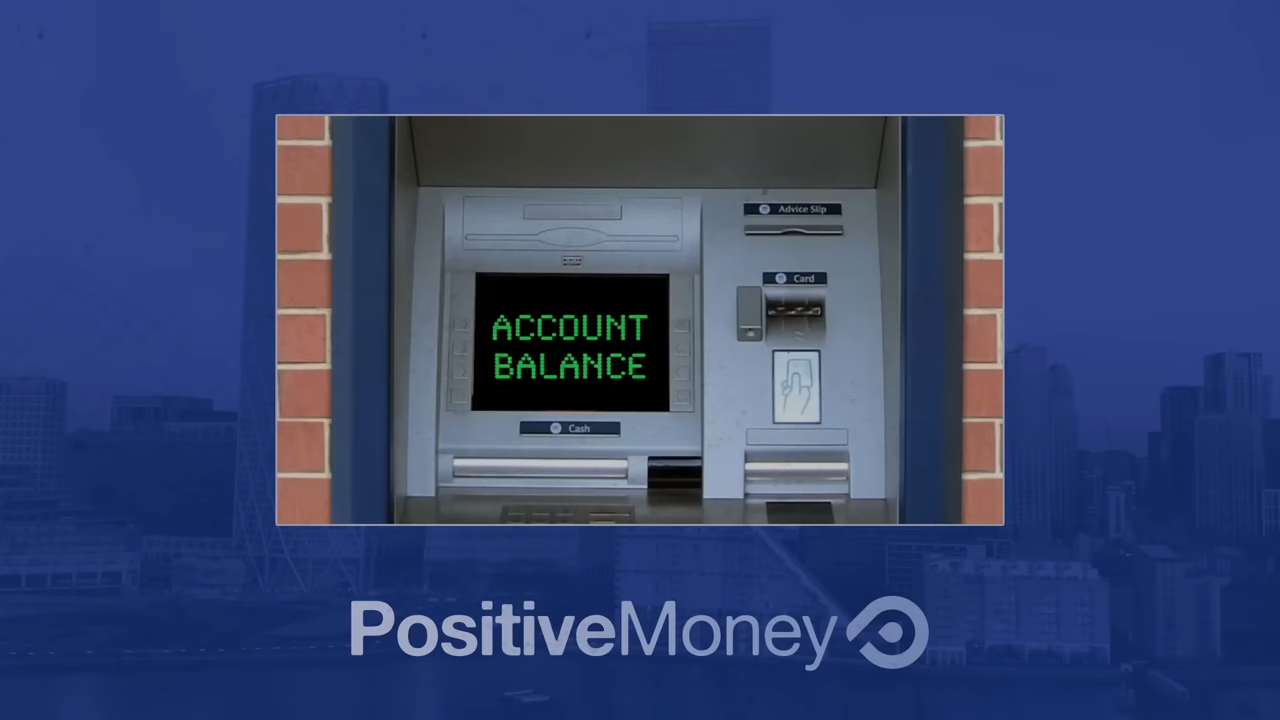 Advice Slip
Card
ACCOUNT
BALANCE
Cash
PositiveMoney